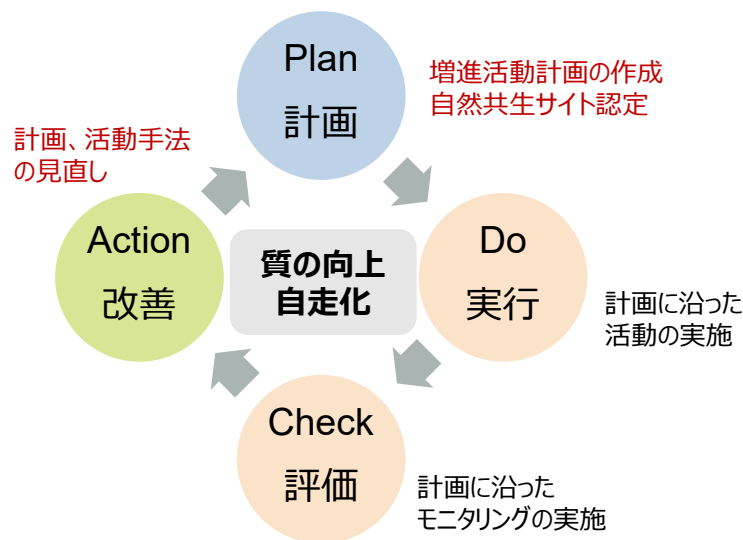 Plan
計画
増進活動計画の作成
自然共生サイト認定
計画、活動手法
の見直し
Action
改善
質の向上
自走化
Do
実行
計画に沿った
活動の実施
Check
評価
計画に沿った
モニタリングの実施